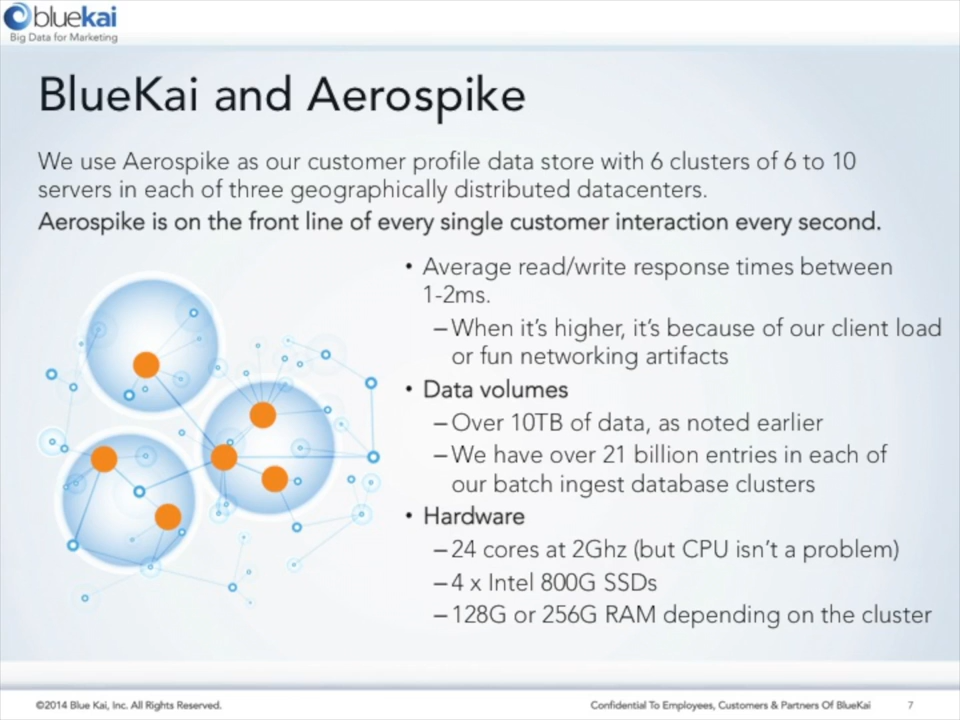 bluekai
Big Data for Marketing
BlueKai and Aerospike
We use Aerospike as our customer profile data store with 6 clusters of 6 to 10
servers in each of three geographically distributed datacenters.
Aerospike is on the front line of every single customer interaction every second.
• Average read/write response times between
1-2ms.
– When it's higher, it's because of our client load
or fun networking artifacts
• Data volumes
– Over 10TB of data, as noted earlier
– We have over 21 billion entries in each of
our batch ingest database clusters
• Hardware
– 24 cores at 2Ghz (but CPU isn't a problem)
– 4 x Intel 800G SSDs
– 128G or 256G RAM depending on the cluster
©2014 Blue Kai, Inc. All Rights Reserved. Confidential To Employees, Customers & Partners Of BlueKai 7